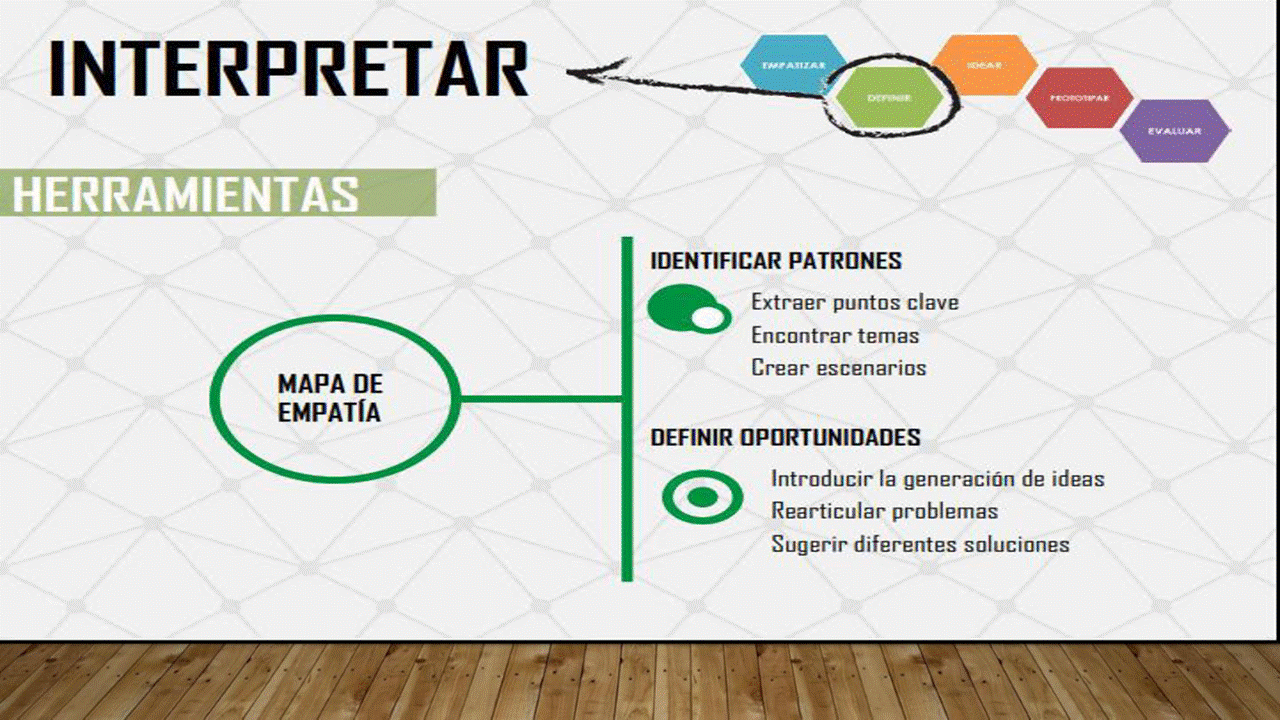 INTERPRETAR
EMPATIZAR
DEFINIR
IDEAR
PROTOTIPAR
EVALUAR
HERRAMIENTAS
MAPA DE
EMPATÍA
IDENTIFICAR PATRONES
Extraer puntos clave
Encontrar temas
Crear escenarios
DEFINIR OPORTUNIDADES
Introducir la generación de ideas
Rearticular problemas
Sugerir diferentes soluciones